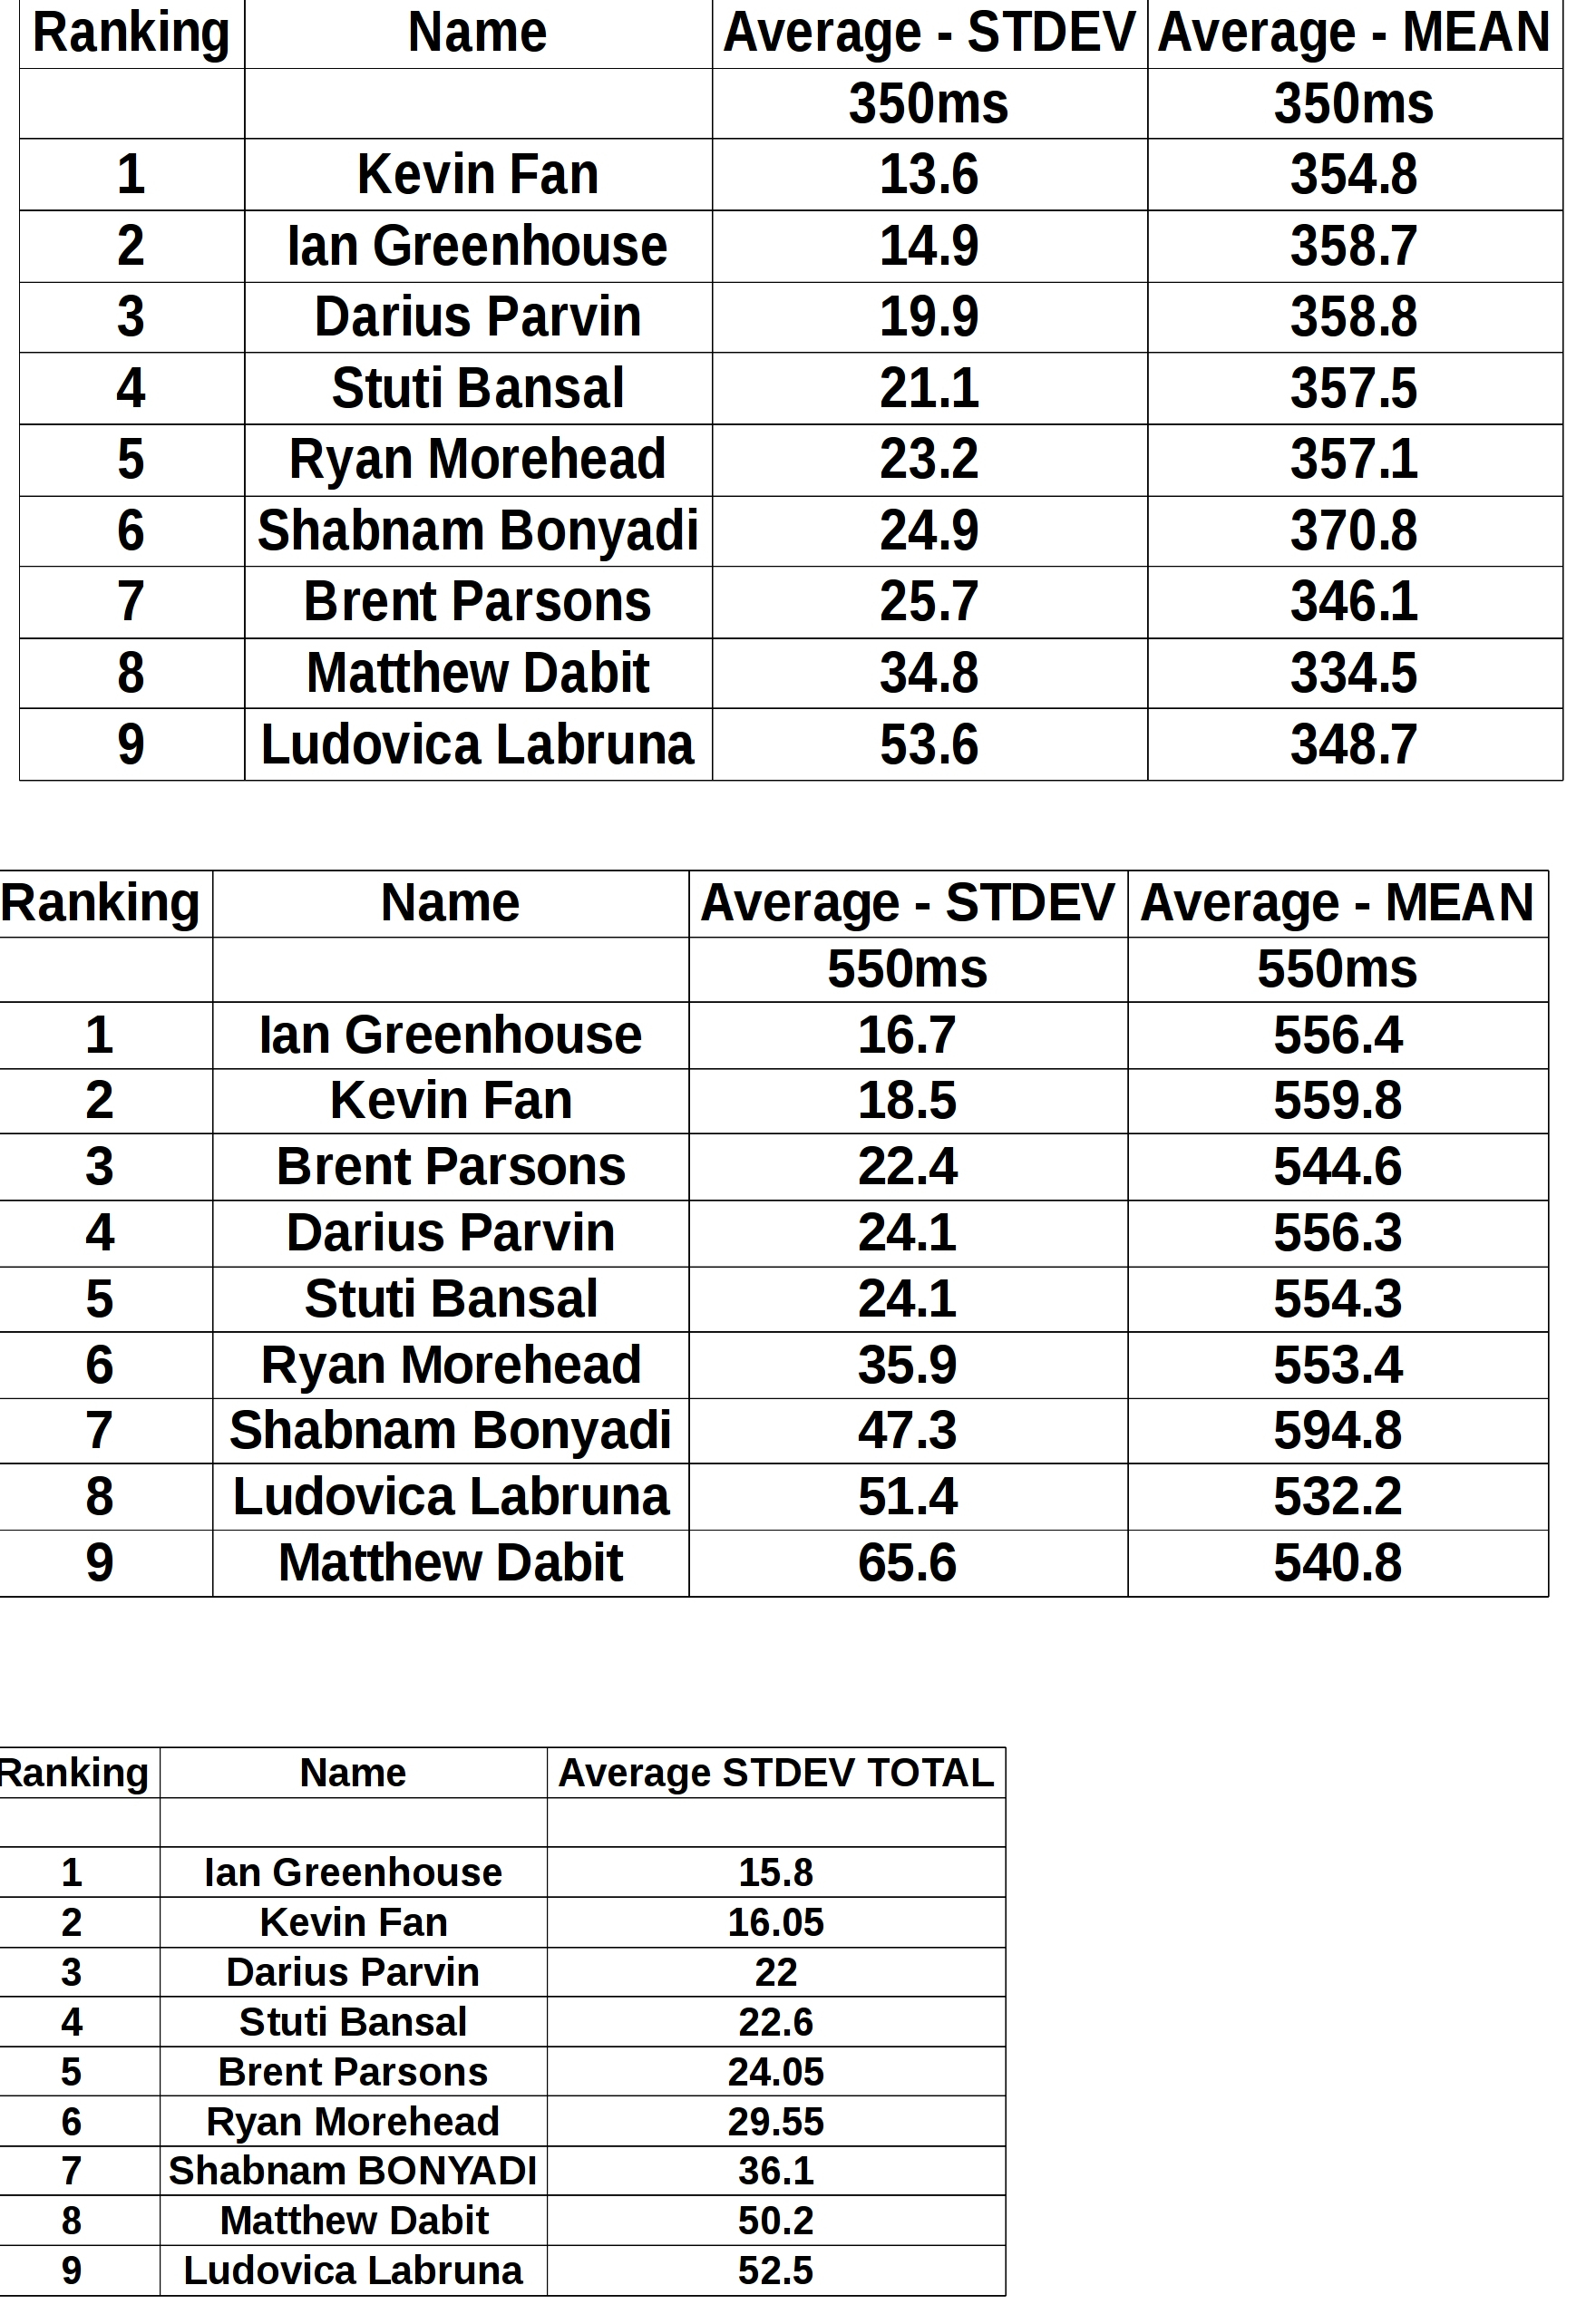 Ranking Name Average - STDEV Average - MEAN
350ms 350ms
1 Kevin Fan 13.6 354.8
2 Ian Greenhouse 14.9 358.7
3 Darius Parvin 19.9 358.8
4 Stuti Bansal 21.1 357.5
5 Ryan Morehead 23.2 357.1
6 Shabnam Bonyadi 24.9 370.8
7 Brent Parsons 25.7 346.1
8 Matthew Dabit 34.8 334.5
9 Ludovica Labruna 53.6 348.7
Ranking Name Average - STDEV Average - MEAN
550ms 550ms
1 Ian Greenhouse 16.7 556.4
2 Kevin Fan 18.5 559.8
3 Brent Parsons 22.4 544.6
4 Darius Parvin 24.1 556.3
5 Stuti Bansal 24.1 554.3
6 Ryan Morehead 35.9 553.4
7 Shabnam Bonyadi 47.3 594.8
8 Ludovica Labruna 51.4 532.2
9 Matthew Dabit 65.6 540.8
Ranking Name Average STDEV TOTAL
1 Ian Greenhouse 15.8
2 Kevin Fan 16.05
3 Darius Parvin 22
4 Stuti Bansal 22.6
5 Brent Parsons 24.05
6 Ryan Morehead 29.55
7 Shabnam BONYADI 36.1
8 Matthew Dabit 50.2
9 Ludovica Labruna 52.5